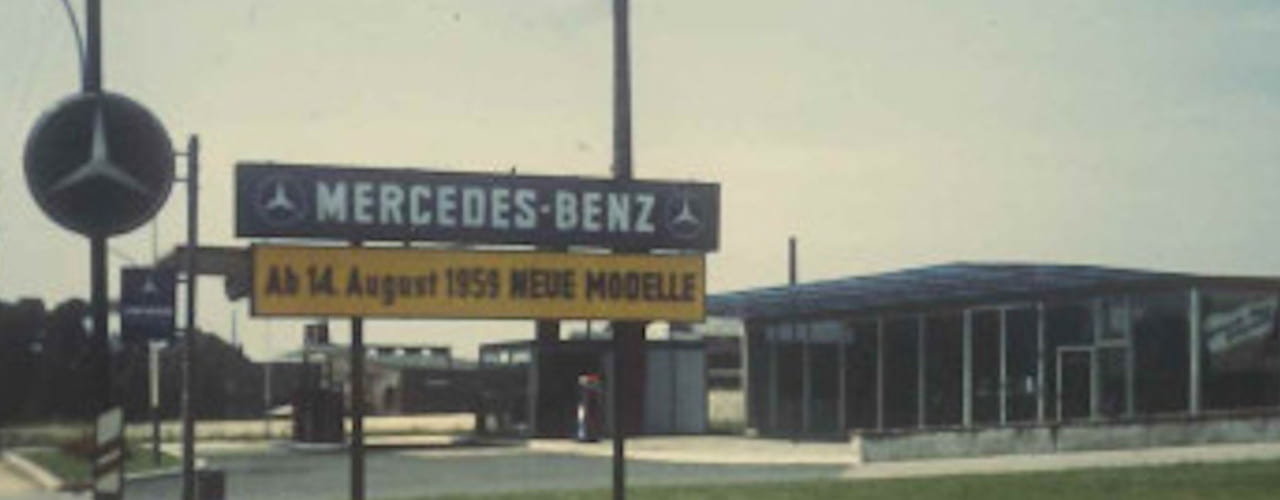 MERCEDES-BENZ
Ab 14. August 1959 NEUE MODELLE